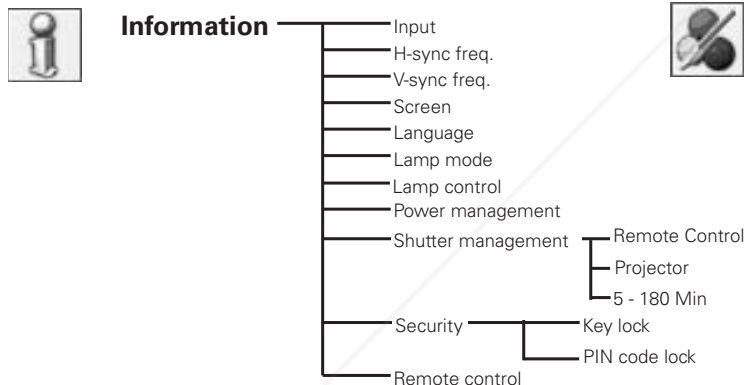 Information
Input
H-sync freq.
V-sync freq.
Screen
Language
Lamp mode
Lamp control
Power management
Shutter management
Remote Control
Projector
5 - 180 Min
Security
Key lock
PIN code lock
Remote control